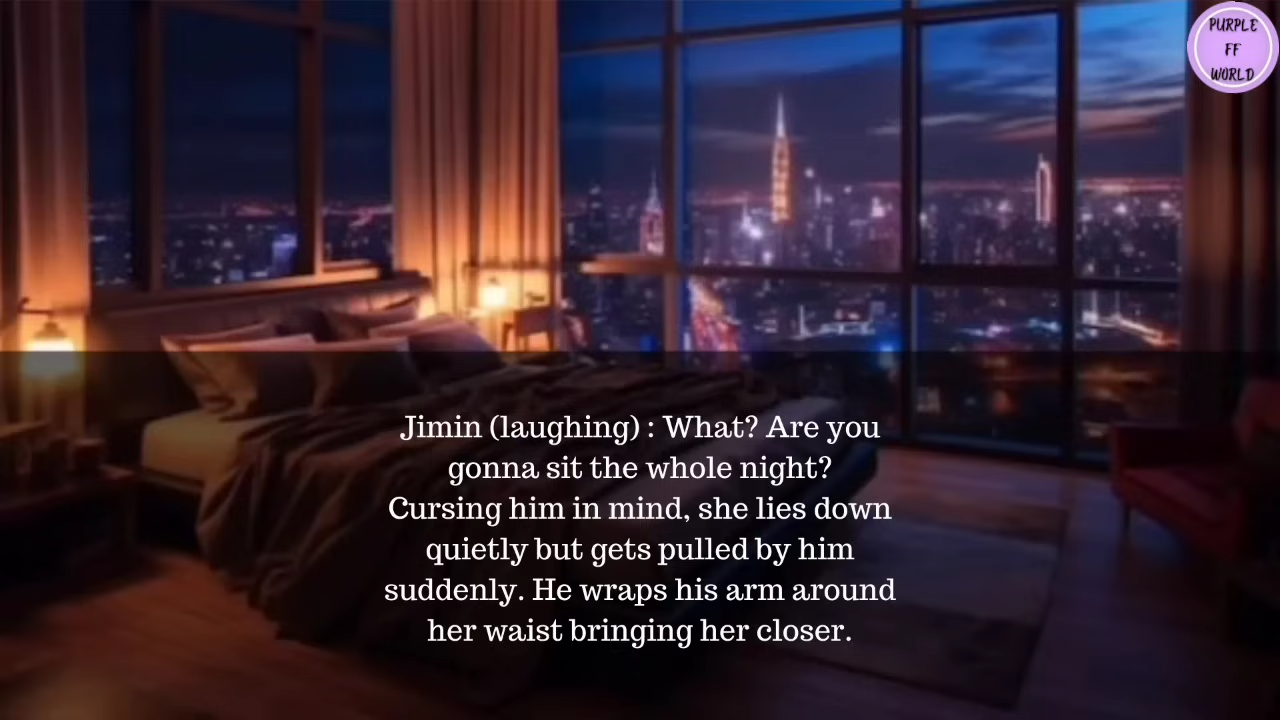 PURPLE
FF
WORLD
Jimin (laughing) : What? Are you
gonna sit the whole night?
Cursing him in mind, she lies down
quietly but gets pulled by him
suddenly. He wraps his arm around
her waist bringing her closer.